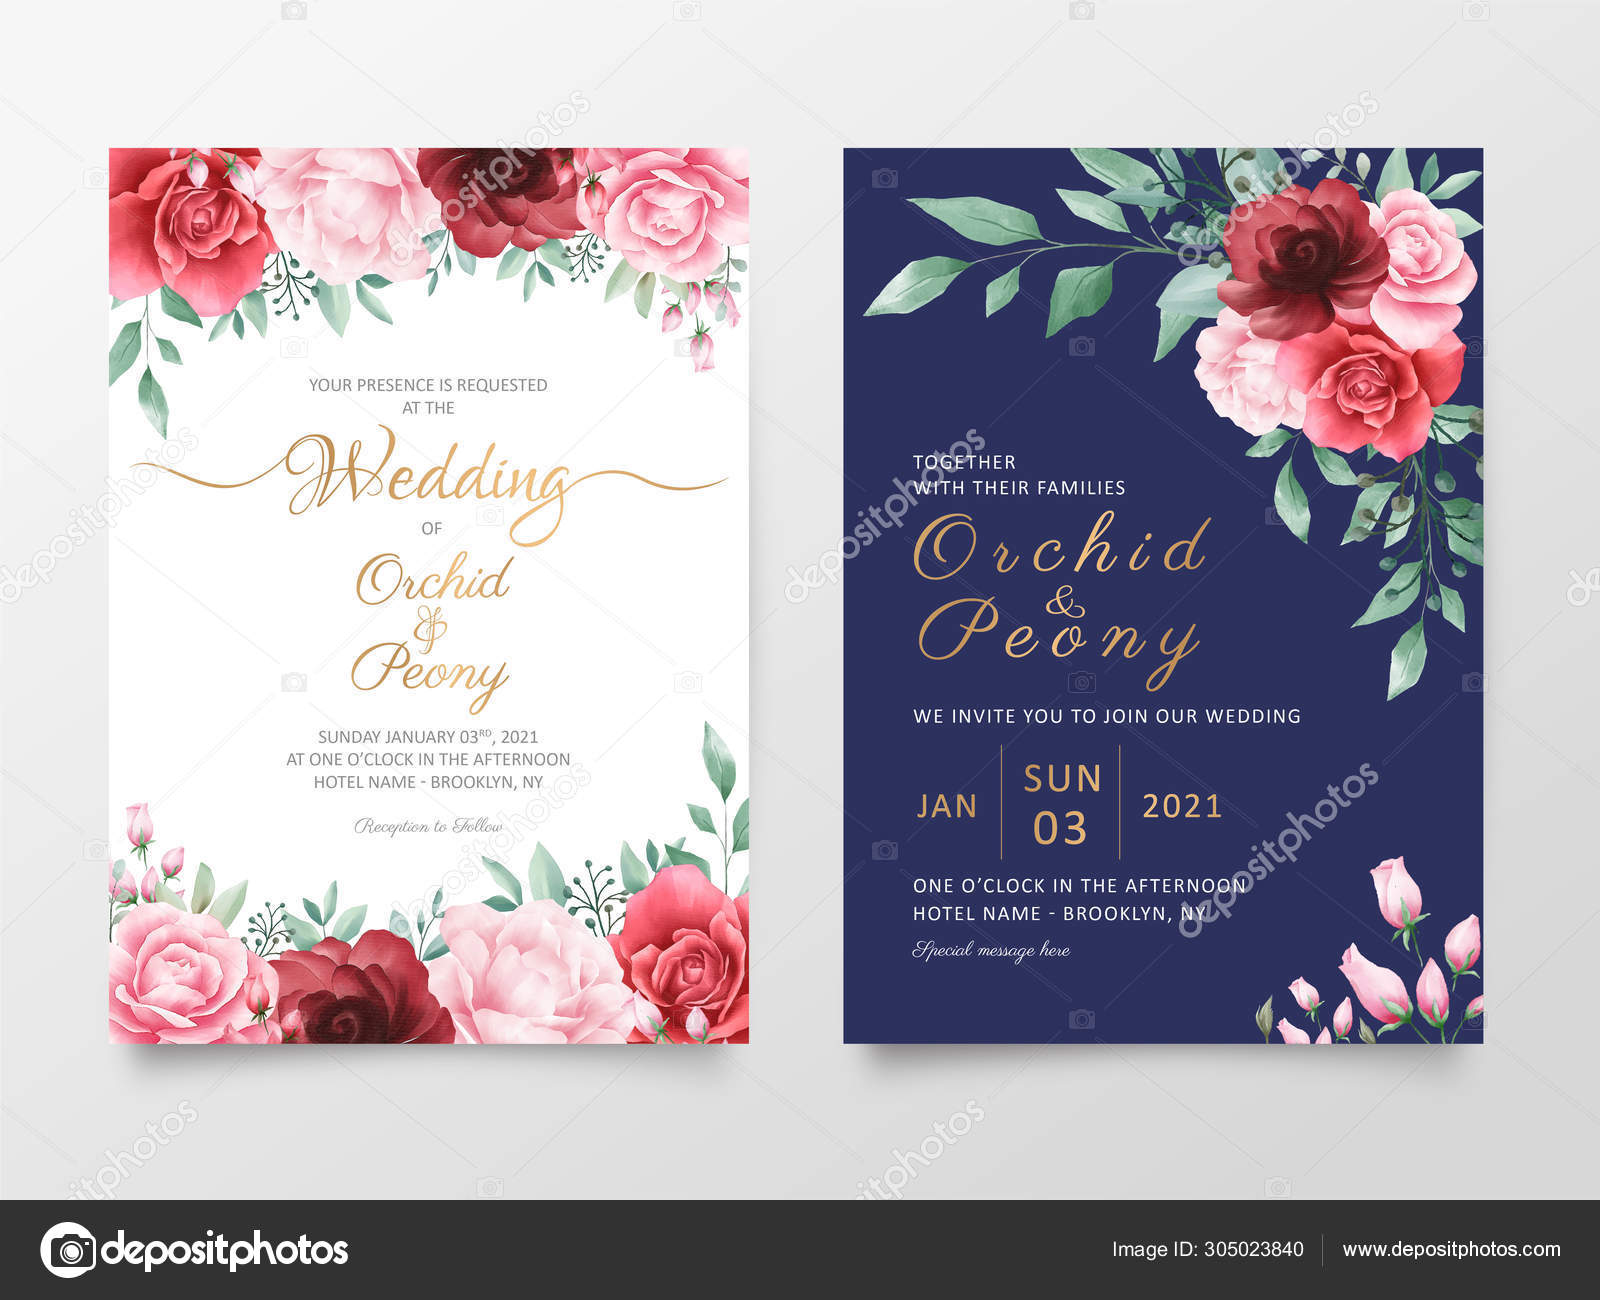 YOUR PRESENCE IS REQUESTED
AT THE
Wedding
OF
Orchid
&
Peony
SUNDAY JANUARY 03RD, 2021
AT ONE O’CLOCK IN THE AFTERNOON
HOTEL NAME - BROOKLYN, NY
Reception to Follow
TOGETHER
WITH THEIR FAMILIES
Orchid
&
Peony
WE INVITE YOU TO JOIN OUR WEDDING
JAN
SUN
03
2021
ONE O’CLOCK IN THE AFTERNOON
HOTEL NAME - BROOKLYN, NY
Special message here
depositphotos
Image ID: 305023840
www.depositphotos.com